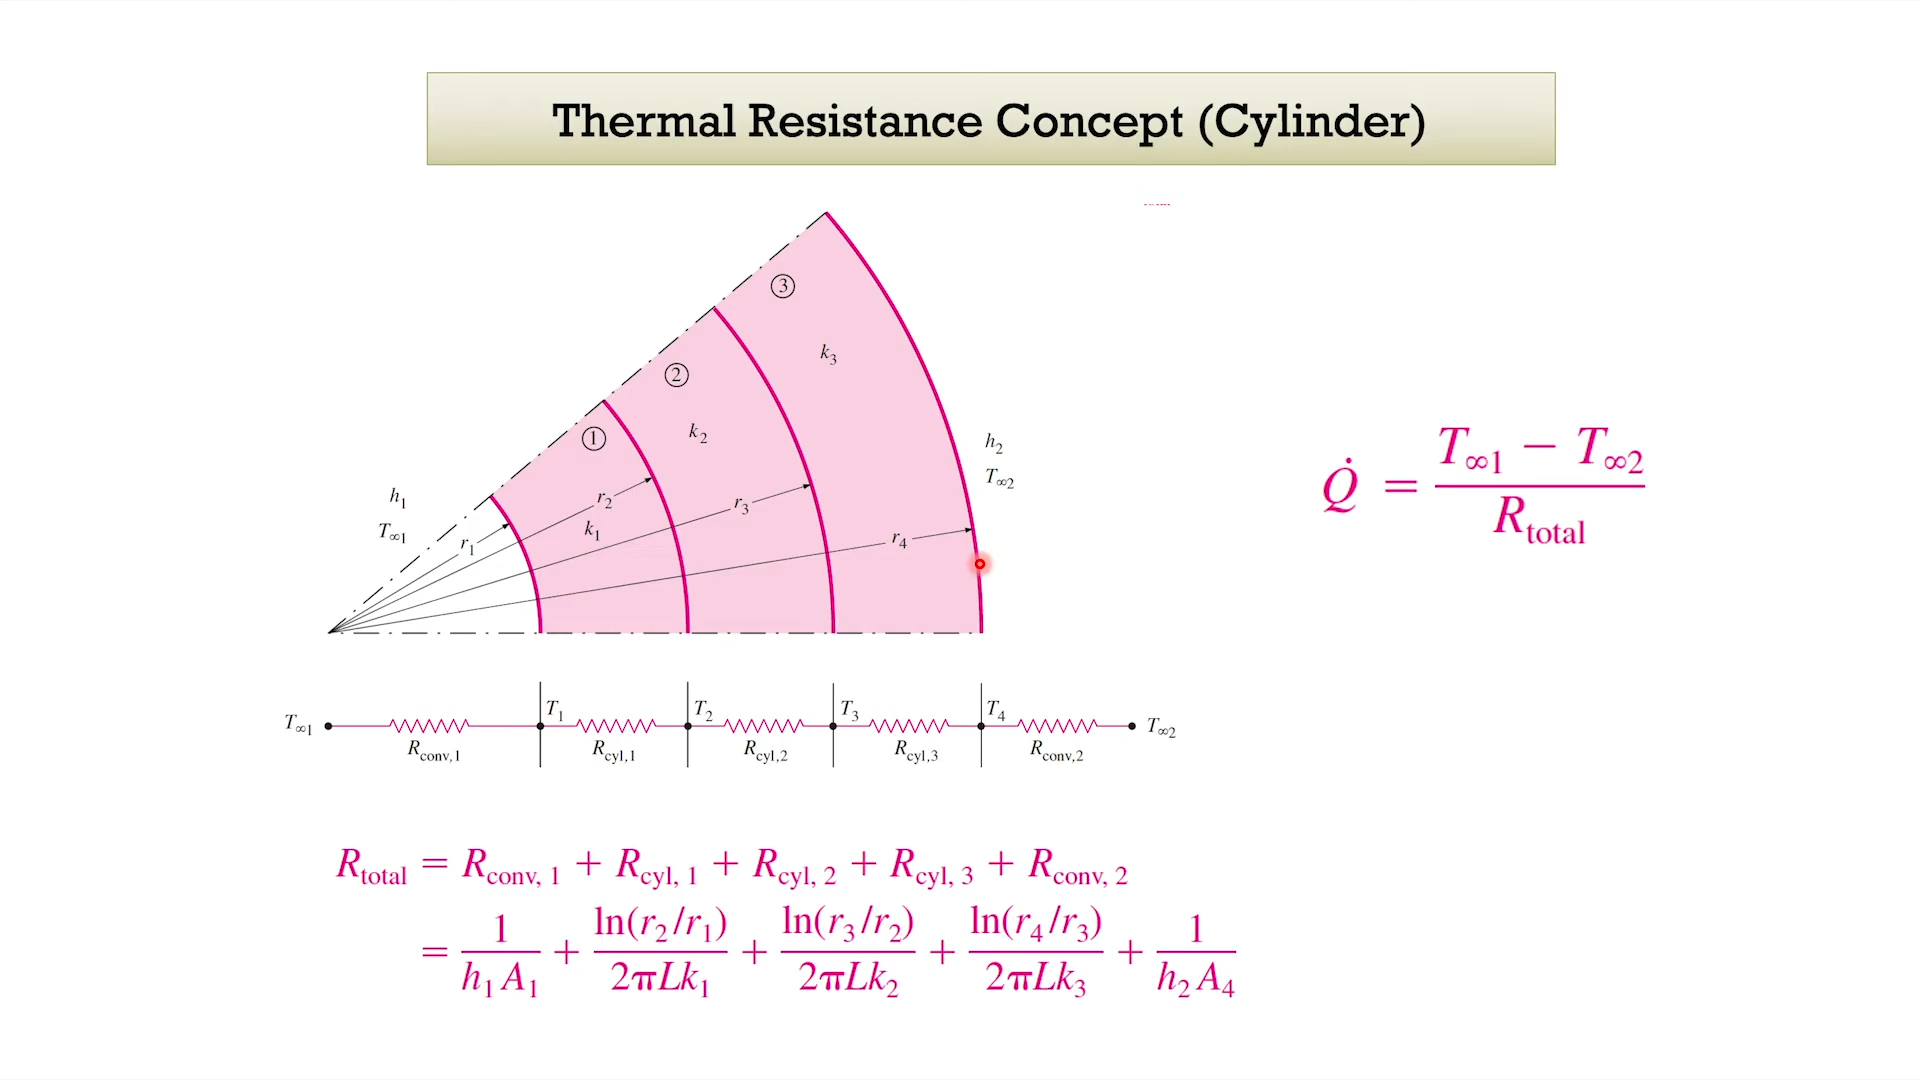 Thermal Resistance Concept (Cylinder)
③
k₃
②
k₂
①
h₂
T∞2
h₁
T∞1
r₁
r₂
k₁
r₃
r₄
Q̇ = (T∞1 − T∞2) / Rtotal
T∞1 T₁ T₂ T₃ T₄ T∞2
Rconv,1 Rcyl,1 Rcyl,2 Rcyl,3 Rconv,2
Rtotal = Rconv, 1 + Rcyl, 1 + Rcyl, 2 + Rcyl, 3 + Rconv, 2
= 1/(h₁A₁) + ln(r₂/r₁)/(2πLk₁) + ln(r₃/r₂)/(2πLk₂) + ln(r₄/r₃)/(2πLk₃) + 1/(h₂A₄)